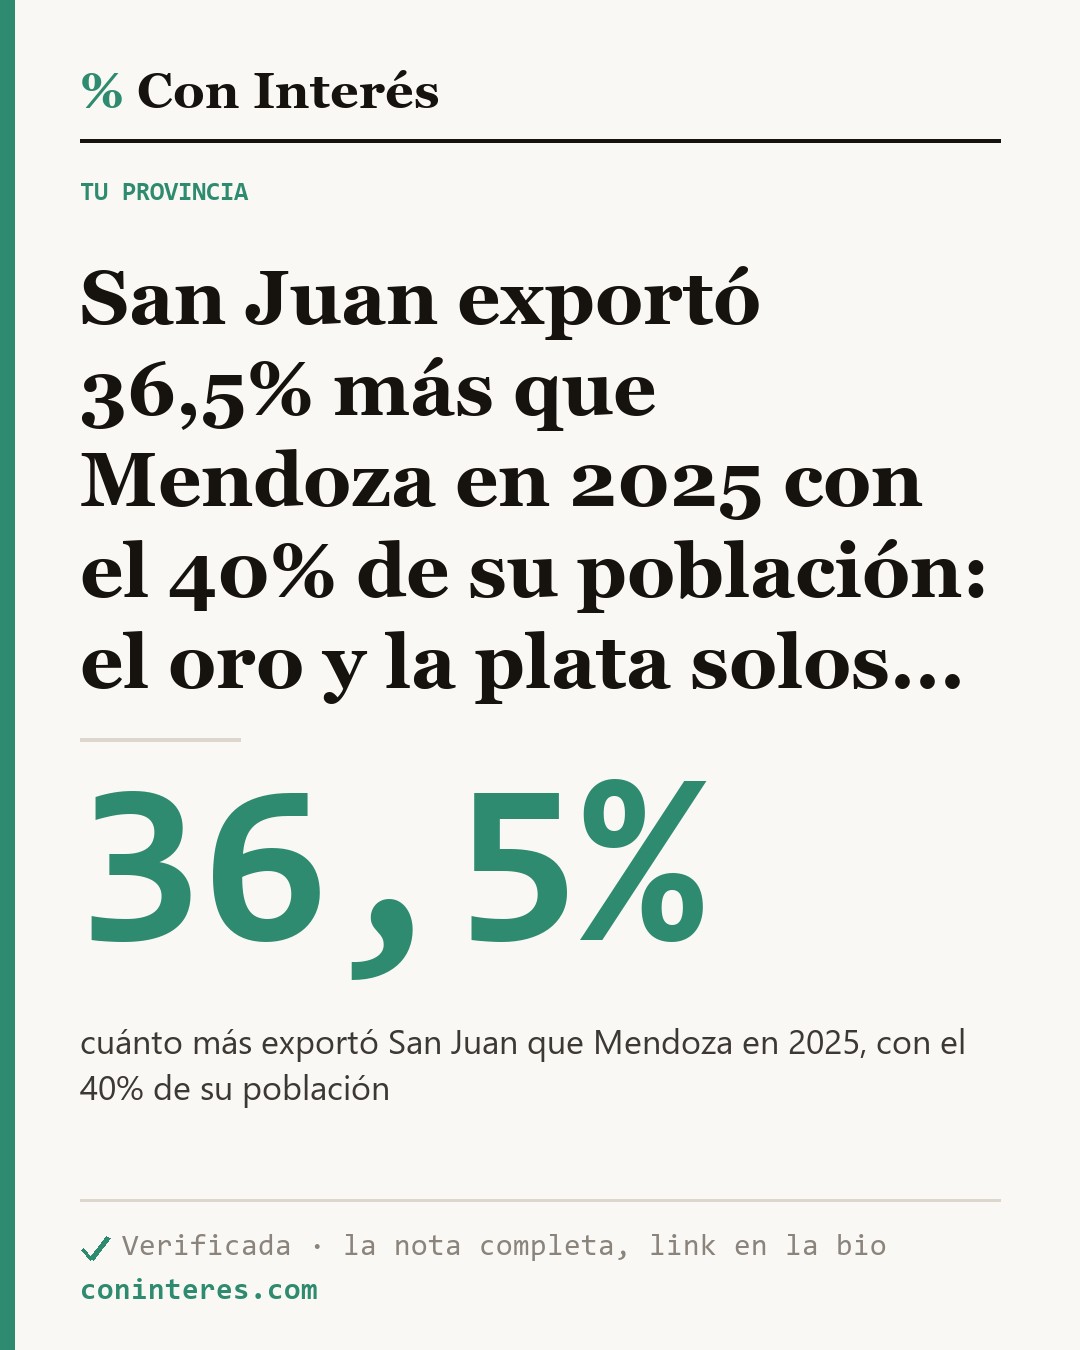 % Con Interés
TU PROVINCIA
San Juan exportó
36,5% más que
Mendoza en 2025 con
el 40% de su población:
el oro y la plata solos...
36,5%
cuánto más exportó San Juan que Mendoza en 2025, con el
40% de su población
✓ Verificada · la nota completa, link en la bio
coninteres.com